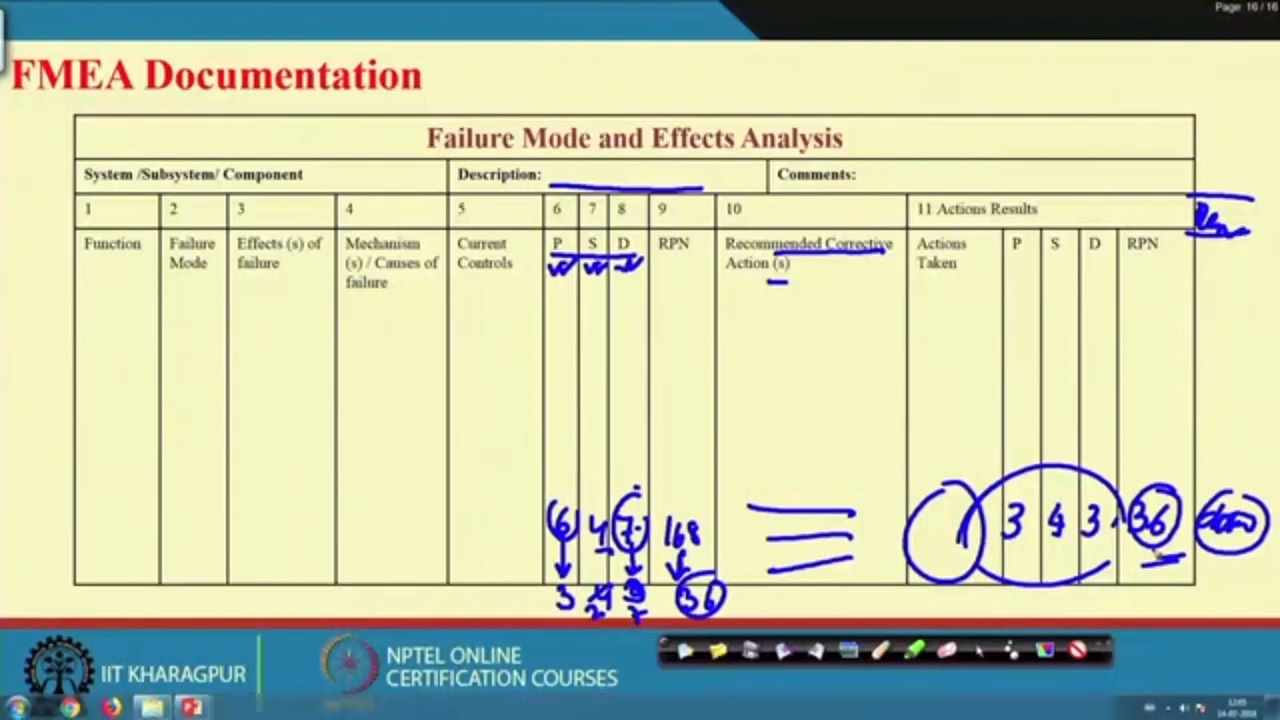 Page: 16 / 16
FMEA Documentation
Failure Mode and Effects Analysis
System /Subsystem/ Component
Description:
Comments:
1 2 3 4 5 6 7 8 9 10 11 Actions Results
Function
Failure Mode
Effects (s) of failure
Mechanism (s) / Causes of failure
Current Controls
P
S
D
RPN
Recommended Corrective Action (s)
Actions Taken
P
S
D
RPN
6 4 7 168
3 4 3 36
3 36
IIT KHARAGPUR
NPTEL ONLINE
CERTIFICATION COURSES